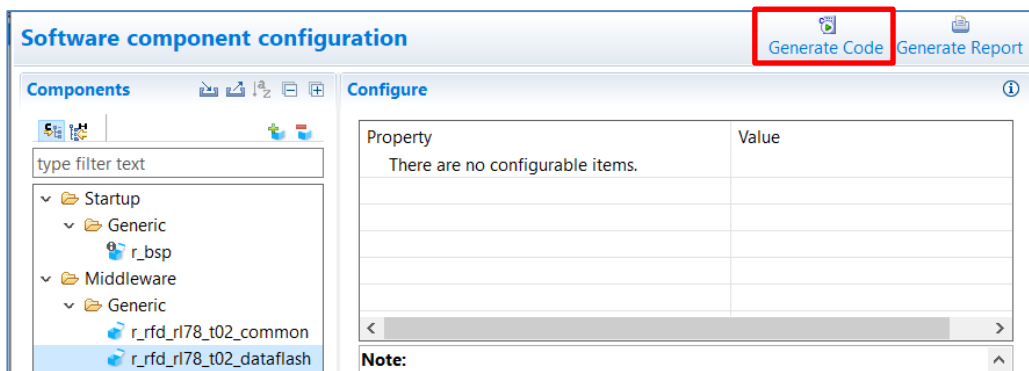 Software component configuration
Generate Code Generate Report
Components
Configure
type filter text
Property Value
There are no configurable items.
Startup
Generic
r_bsp
Middleware
Generic
r_rfd_rl78_t02_common
r_rfd_rl78_t02_dataflash
Note: